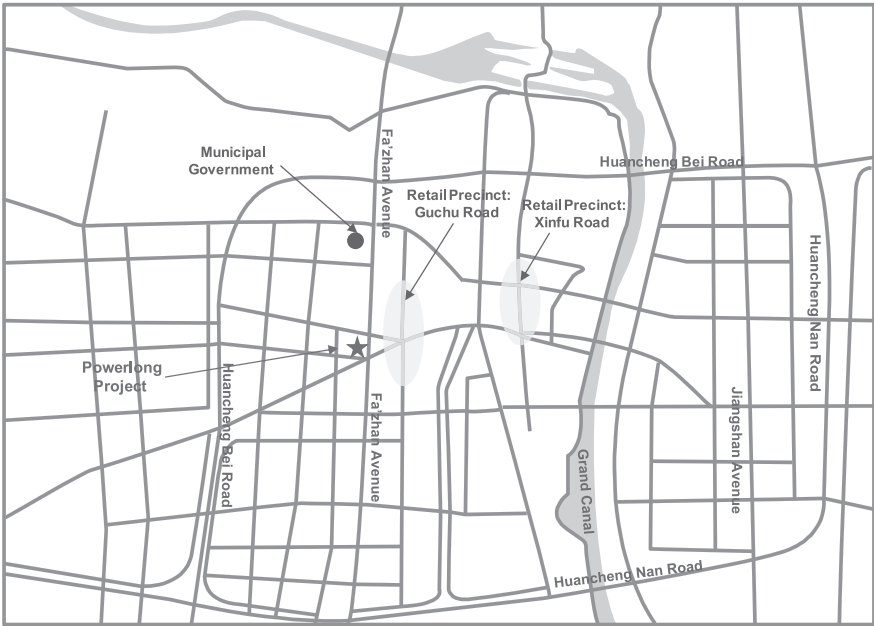 Huancheng Bei Road
Municipal
Government
Fa'zhan Avenue
Retail Precinct:
Guchu Road
Retail Precinct:
Xinfu Road
Huancheng Nan Road
Powerlong
Project
Huancheng Bei Road
Fa'zhan Avenue
Jiangshan Avenue
Grand Canal
Huancheng Nan Road